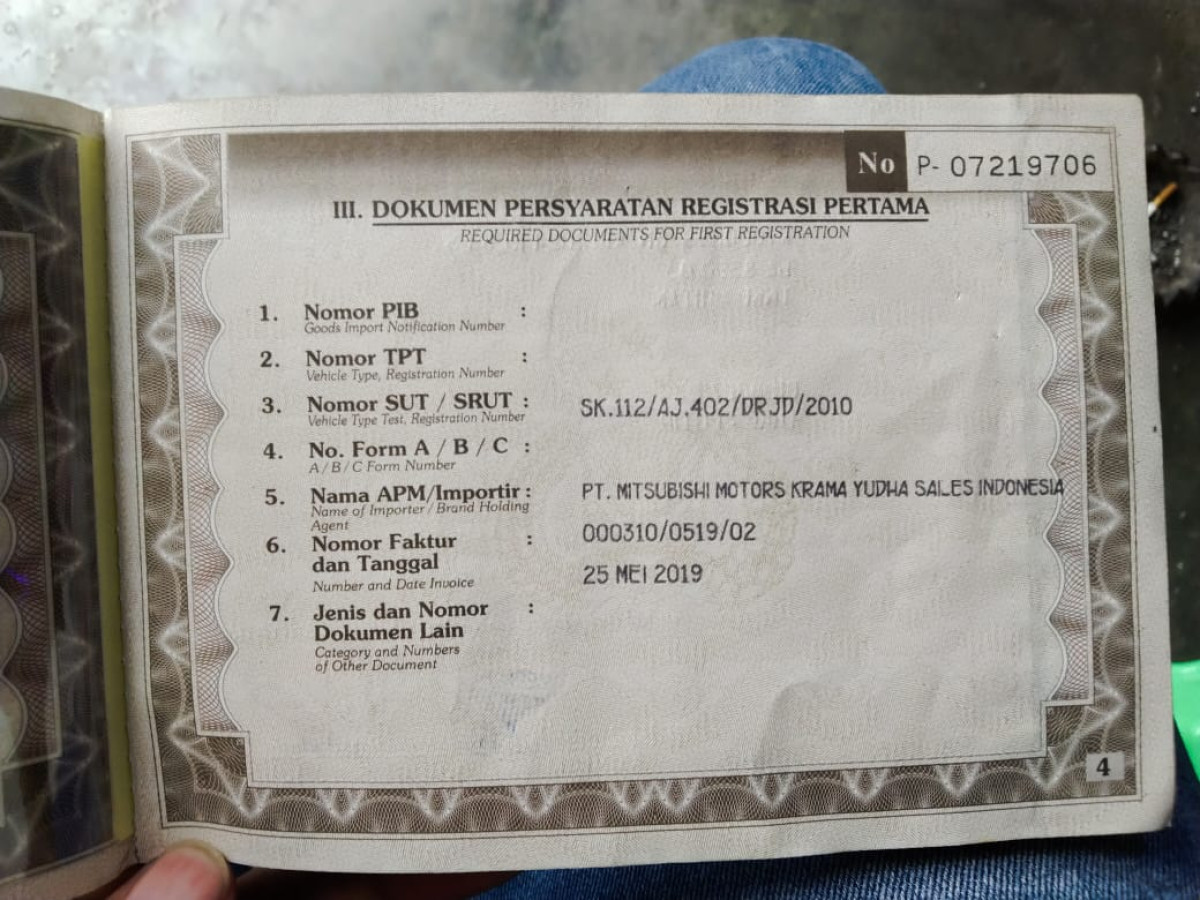 No P- 07219706
III. DOKUMEN PERSYARATAN REGISTRASI PERTAMA
REQUIRED DOCUMENTS FOR FIRST REGISTRATION
1. Nomor PIB :
Goods Import Notification Number
2. Nomor TPT :
Vehicle Type, Registration Number
3. Nomor SUT / SRUT : SK.112/AJ.402/DRJD/2010
Vehicle Type Test, Registration Number
4. No. Form A / B / C :
A / B / C Form Number
5. Nama APM/Importir : PT. MITSUBISHI MOTORS KRAMA YUDHA SALES INDONESIA
Name of Importer / Brand Holding
Agent
6. Nomor Faktur : 000310/0519/02
dan Tanggal 25 MEI 2019
Number and Date Invoice
7. Jenis dan Nomor :
Dokumen Lain
Category and Numbers
of Other Document
4